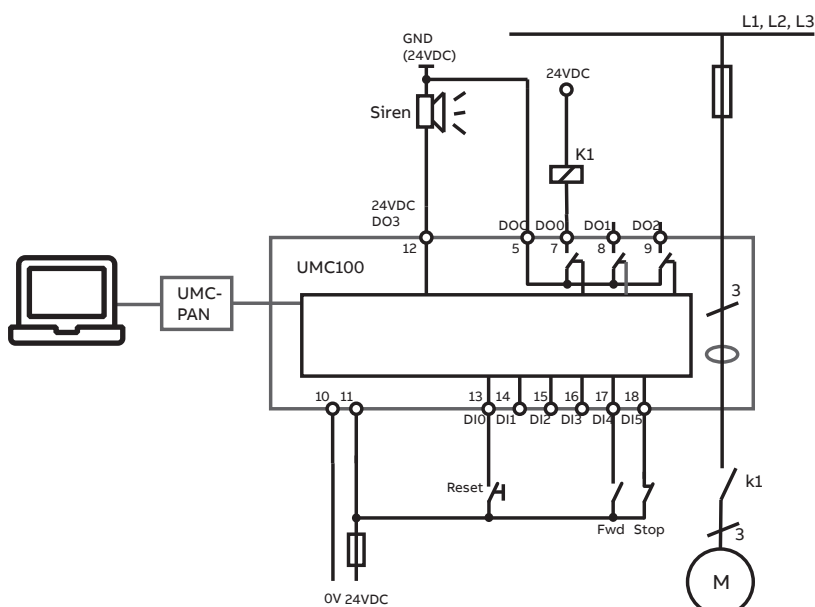 L1, L2, L3
GND
(24VDC)
24VDC
Siren
K1
24VDC
DO3
DOC DO0 DO1 DO2
12 5 7 8 9
UMC100
UMC-
PAN
3
10 11 13 14 15 16 17 18
DI0 DI1 DI2 DI3 DI4 DI5
k1
Reset
Fwd Stop
3
M
0V 24VDC